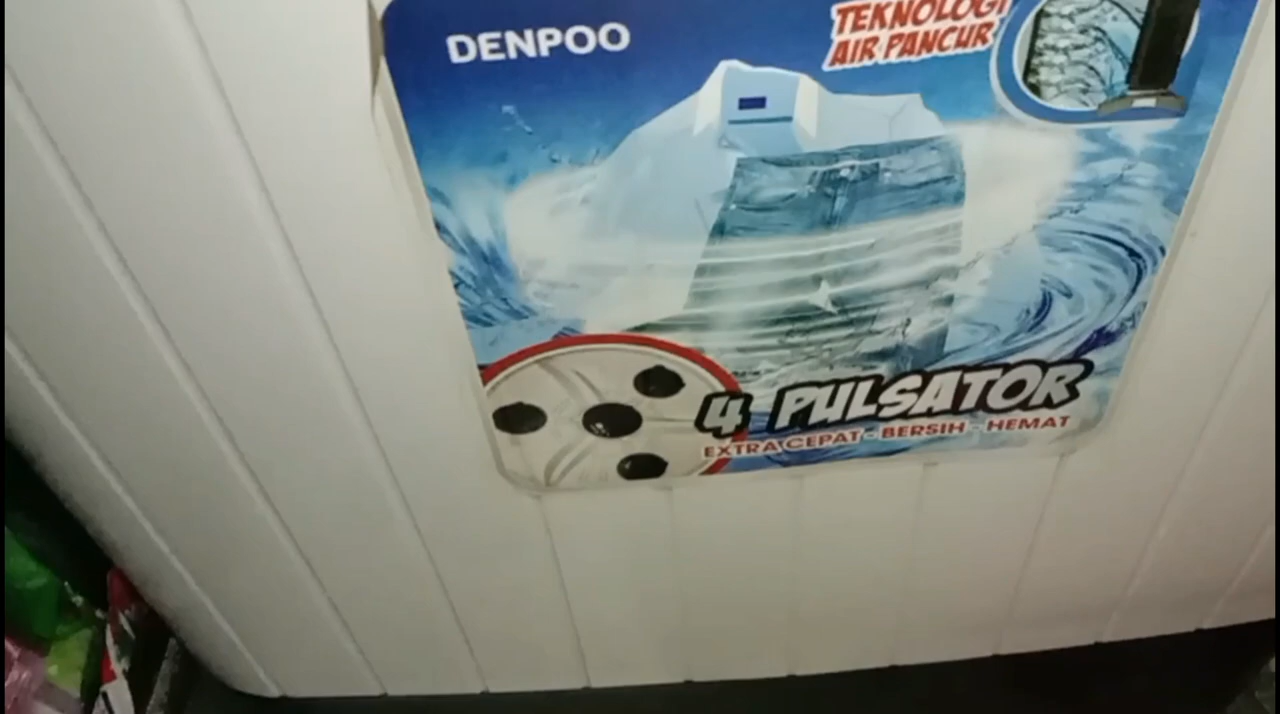 DENPOO
TEKNOLOGI
AIR PANCUR
4 PULSATOR
EXTRA CEPAT - BERSIH - HEMAT